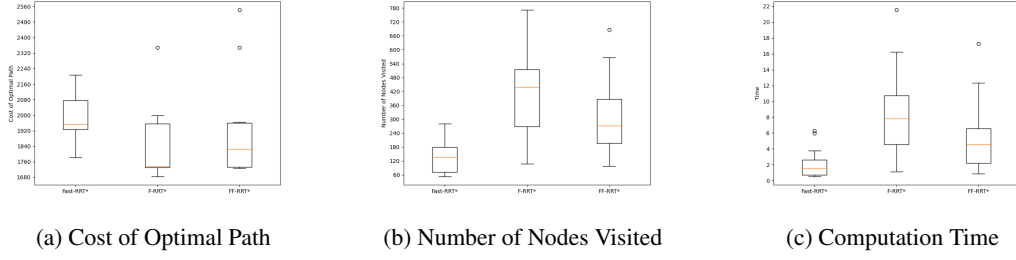 2560
2480
2400
2320
2240
2160
2080
2000
1920
1840
1760
1680
Cost of Optimal Path
Fast-RRT*
F-RRT*
FF-RRT*
780
720
660
600
540
480
420
360
300
240
180
120
60
Number of Nodes Visited
Fast-RRT*
F-RRT*
FF-RRT*
22
20
18
16
14
12
10
8
6
4
2
0
Time
Fast-RRT*
F-RRT*
FF-RRT*
(a) Cost of Optimal Path
(b) Number of Nodes Visited
(c) Computation Time